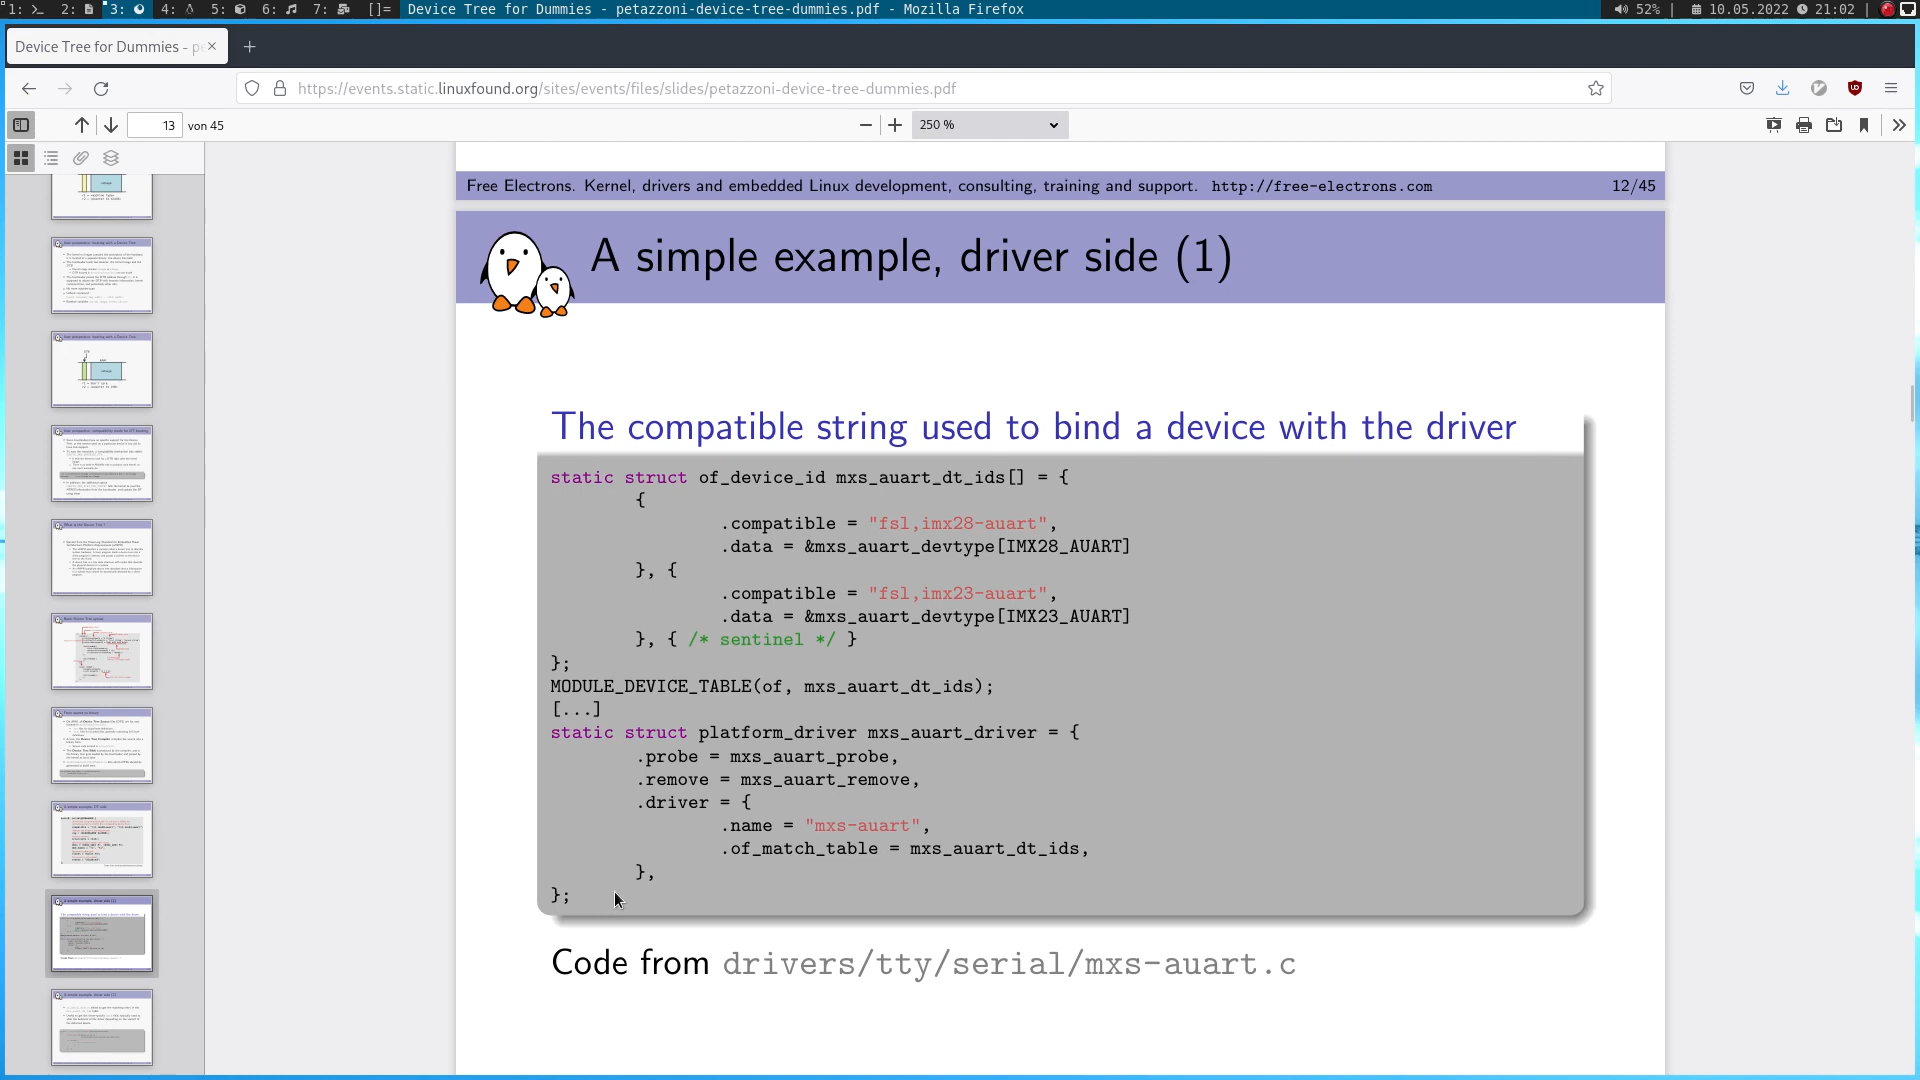 1: 2: 3: 4: 5: 6: 7: []= Device Tree for Dummies - petazzoni-device-tree-dummies.pdf - Mozilla Firefox 52% | 10.05.2022 21:02 |
Device Tree for Dummies - pe
https://events.static.linuxfound.org/sites/events/files/slides/petazzoni-device-tree-dummies.pdf
13 von 45 250 %
Free Electrons. Kernel, drivers and embedded Linux development, consulting, training and support. http://free-electrons.com 12/45
A simple example, driver side (1)
The compatible string used to bind a device with the driver
static struct of_device_id mxs_auart_dt_ids[] = {
{
.compatible = "fsl,imx28-auart",
.data = &mxs_auart_devtype[IMX28_AUART]
}, {
.compatible = "fsl,imx23-auart",
.data = &mxs_auart_devtype[IMX23_AUART]
}, { /* sentinel */ }
};
MODULE_DEVICE_TABLE(of, mxs_auart_dt_ids);
[...]
static struct platform_driver mxs_auart_driver = {
.probe = mxs_auart_probe,
.remove = mxs_auart_remove,
.driver = {
.name = "mxs-auart",
.of_match_table = mxs_auart_dt_ids,
},
};
Code from drivers/tty/serial/mxs-auart.c